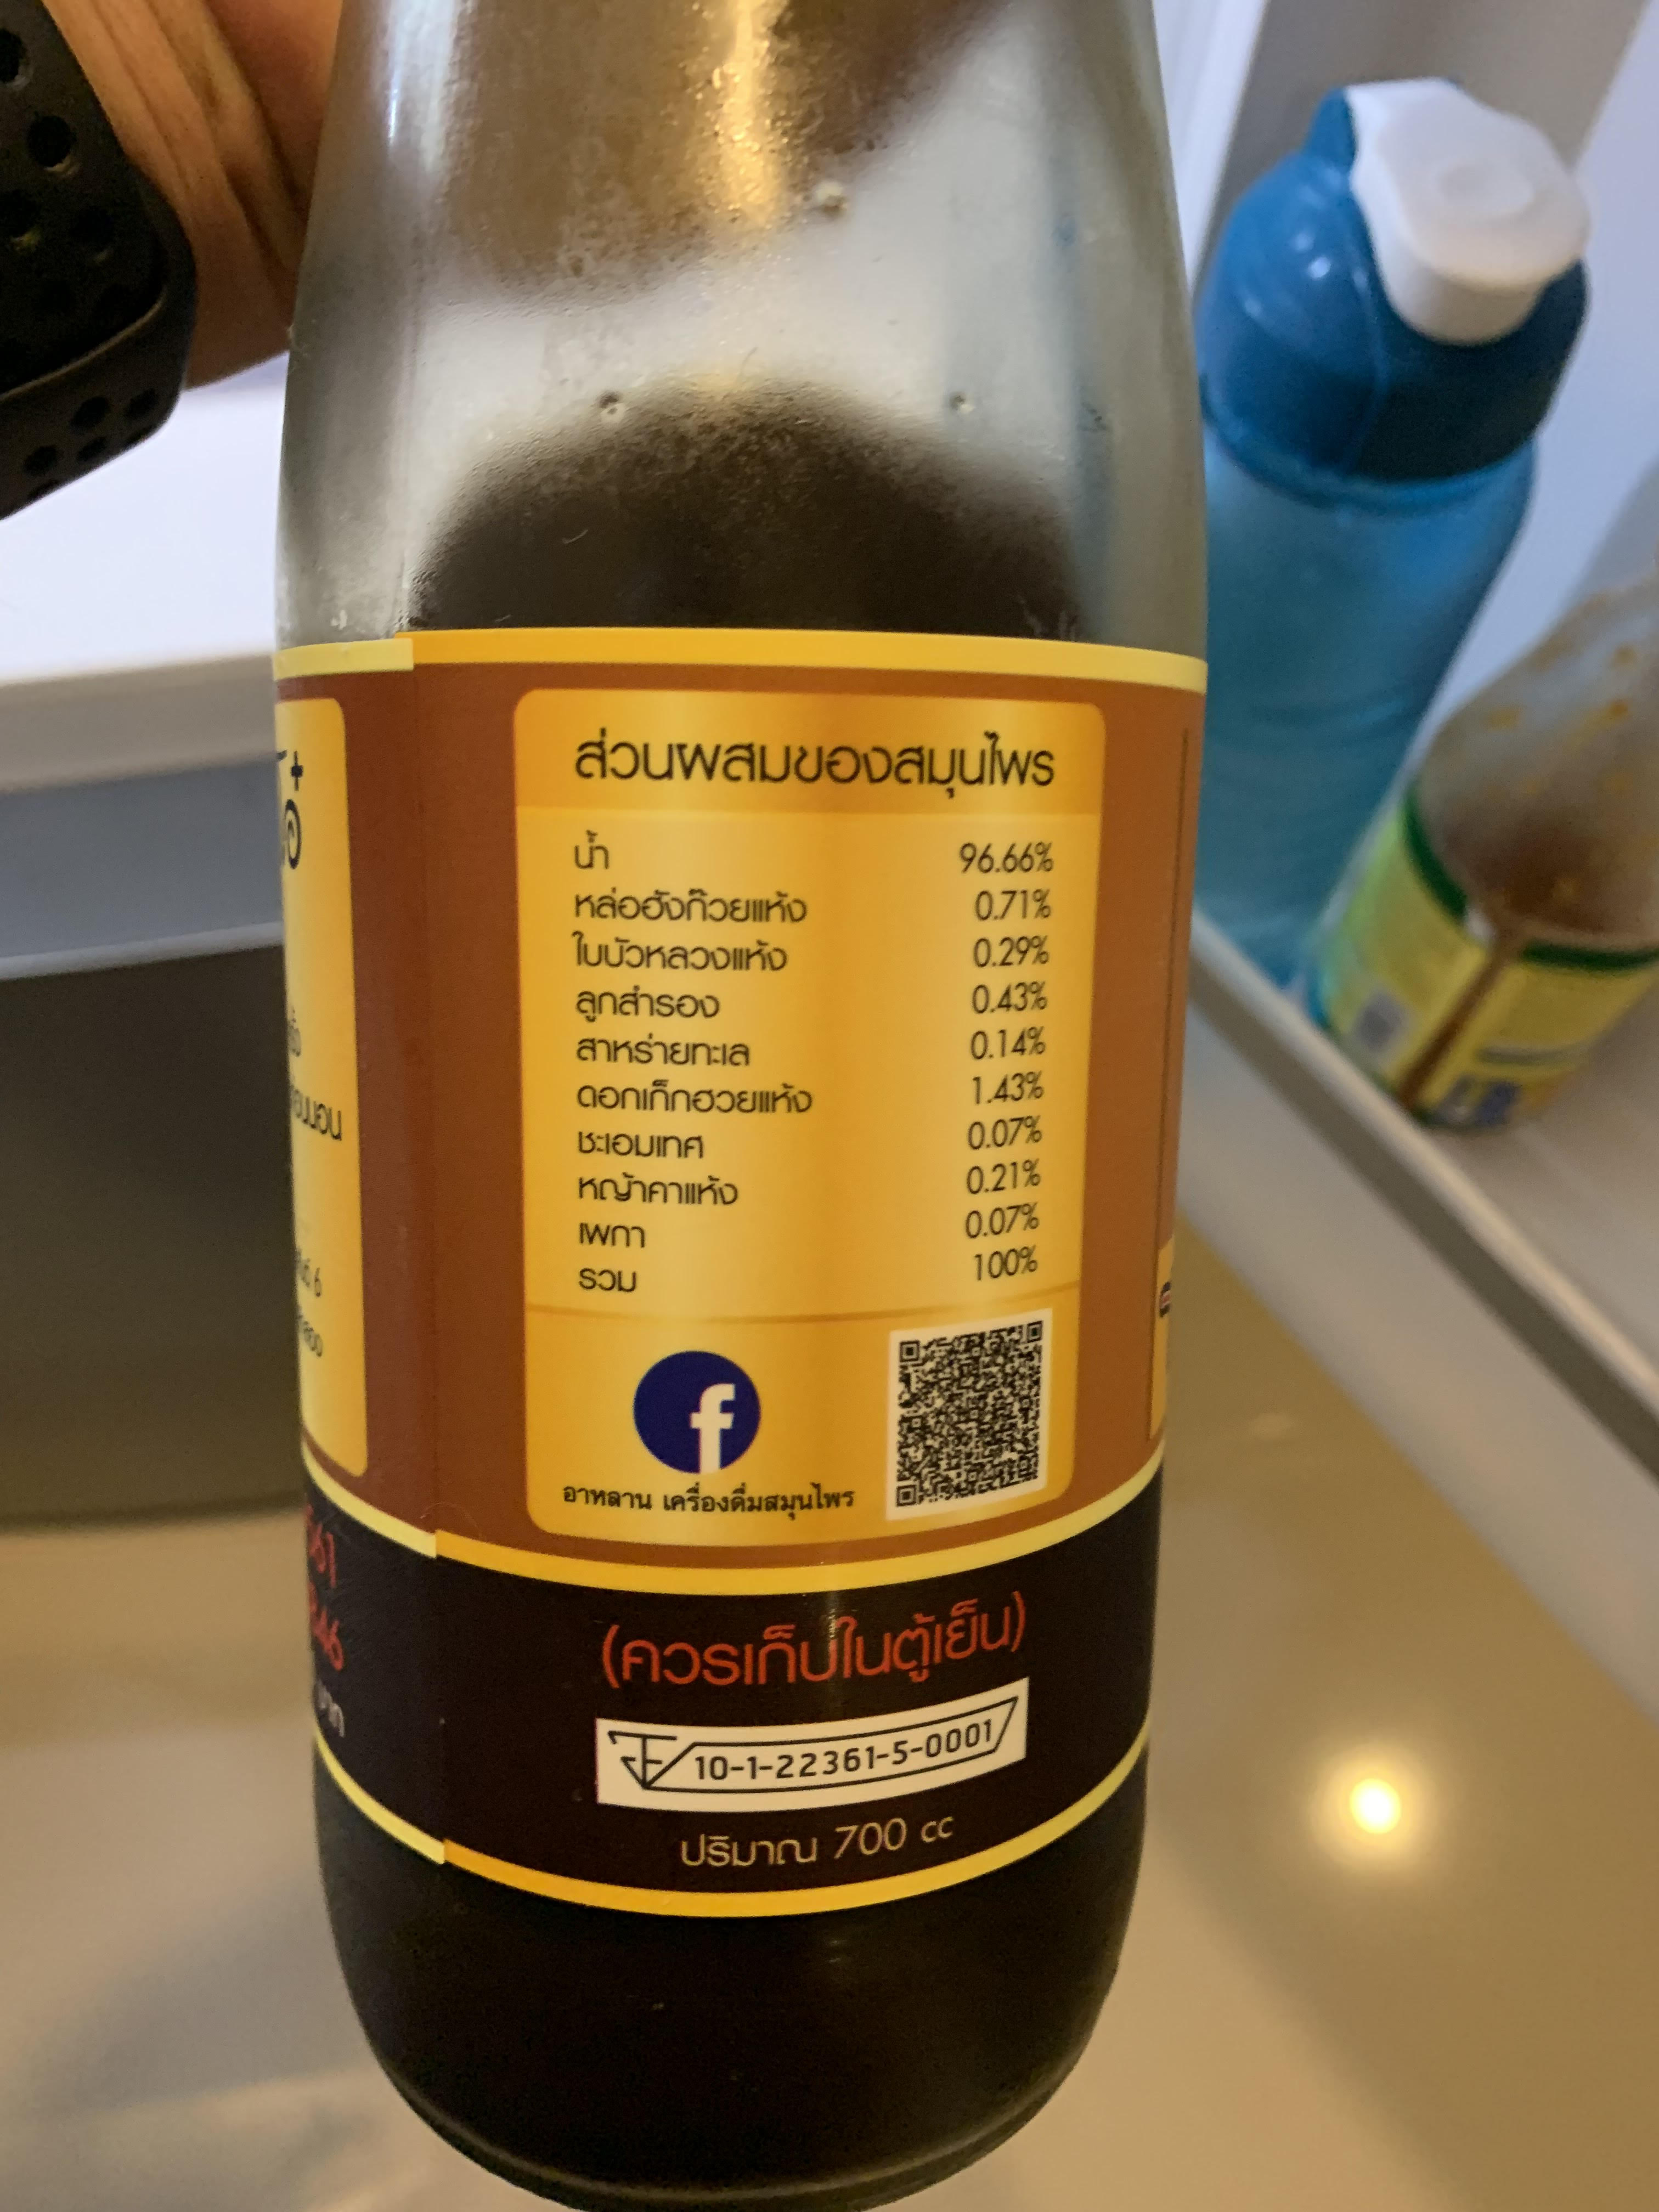 ส่วนผสมของสมุนไพร
น้ำ 96.66%
หล่อฮังก๊วยแห้ง 0.71%
ใบบัวหลวงแห้ง 0.29%
ลูกสำรอง 0.43%
สาหร่ายทะเล 0.14%
ดอกเก็กฮวยแห้ง 1.43%
ชะเอมเทศ 0.07%
หญ้าคาแห้ง 0.21%
เพกา 0.07%
รวม 100%
f
อาหลาน เครื่องดื่มสมุนไพร
(ควรเก็บในตู้เย็น)
อย 10-1-22361-5-0001
ปริมาณ 700 cc